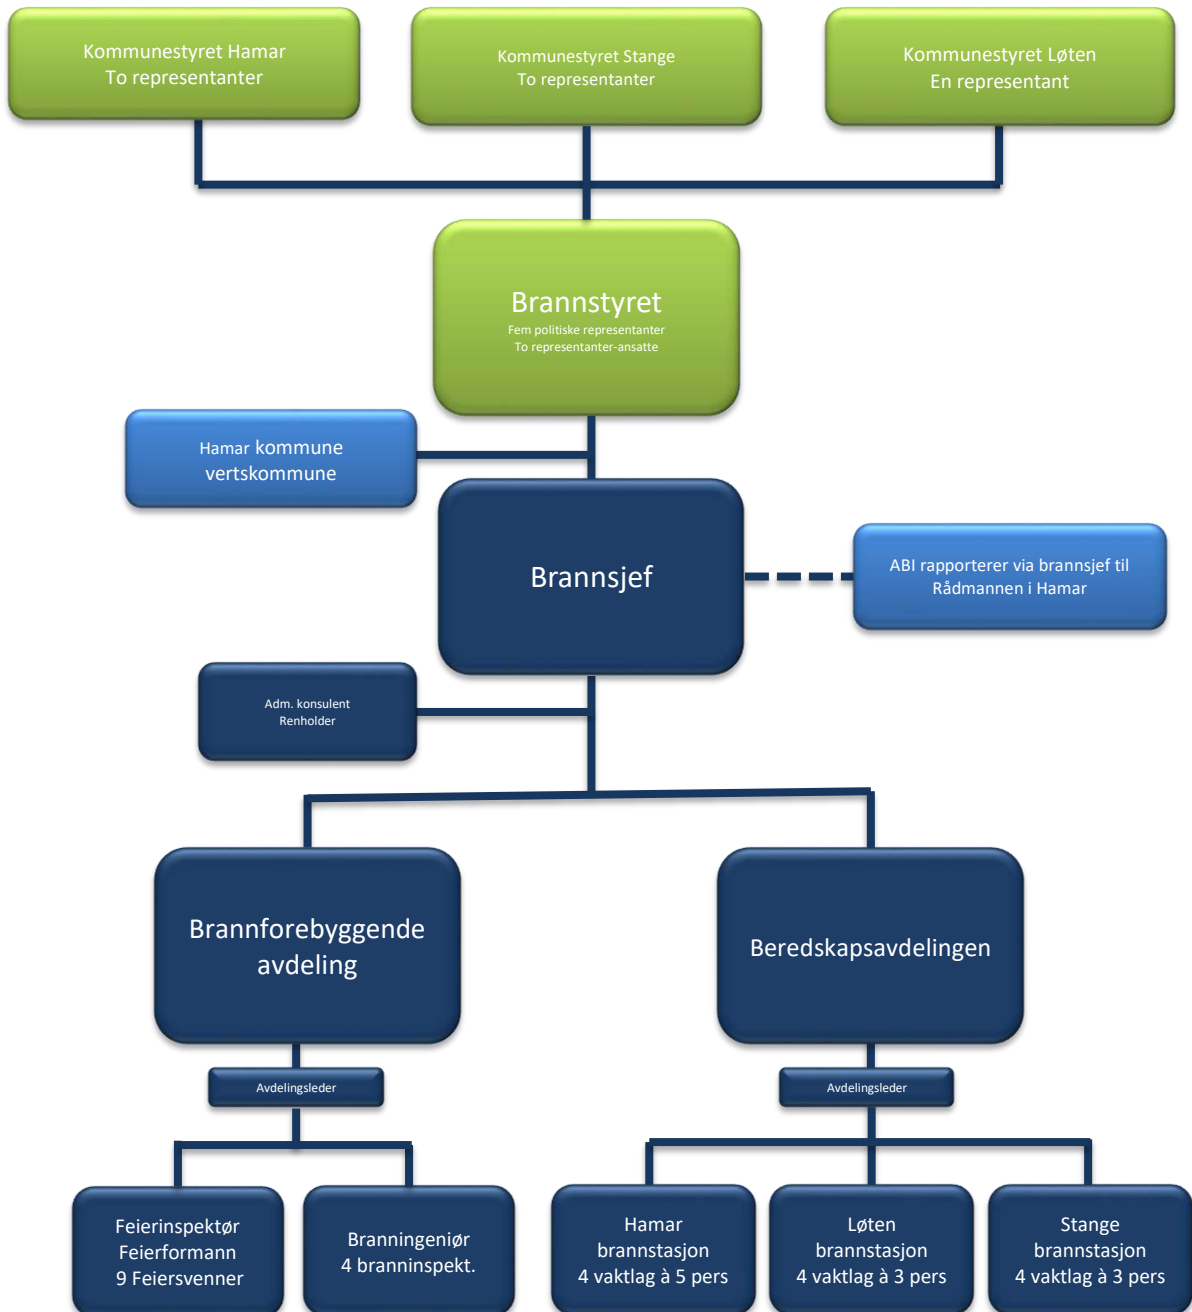 Kommunestyret Hamar
To representanter
Kommunestyret Stange
To representanter
Kommunestyret Løten
En representant
Brannstyret
Fem politiske representanter
To representanter-ansatte
Hamar kommune
vertskommune
Brannsjef
ABI rapporterer via brannsjef til
Rådmannen i Hamar
Adm. konsulent
Renholder
Brannforebyggende
avdeling
Beredskapsavdelingen
Avdelingsleder
Avdelingsleder
Feierinspektør
Feierformann
9 Feiersvenner
Branningeniør
4 branninspekt.
Hamar
brannstasjon
4 vaktlag à 5 pers
Løten
brannstasjon
4 vaktlag à 3 pers
Stange
brannstasjon
4 vaktlag à 3 pers